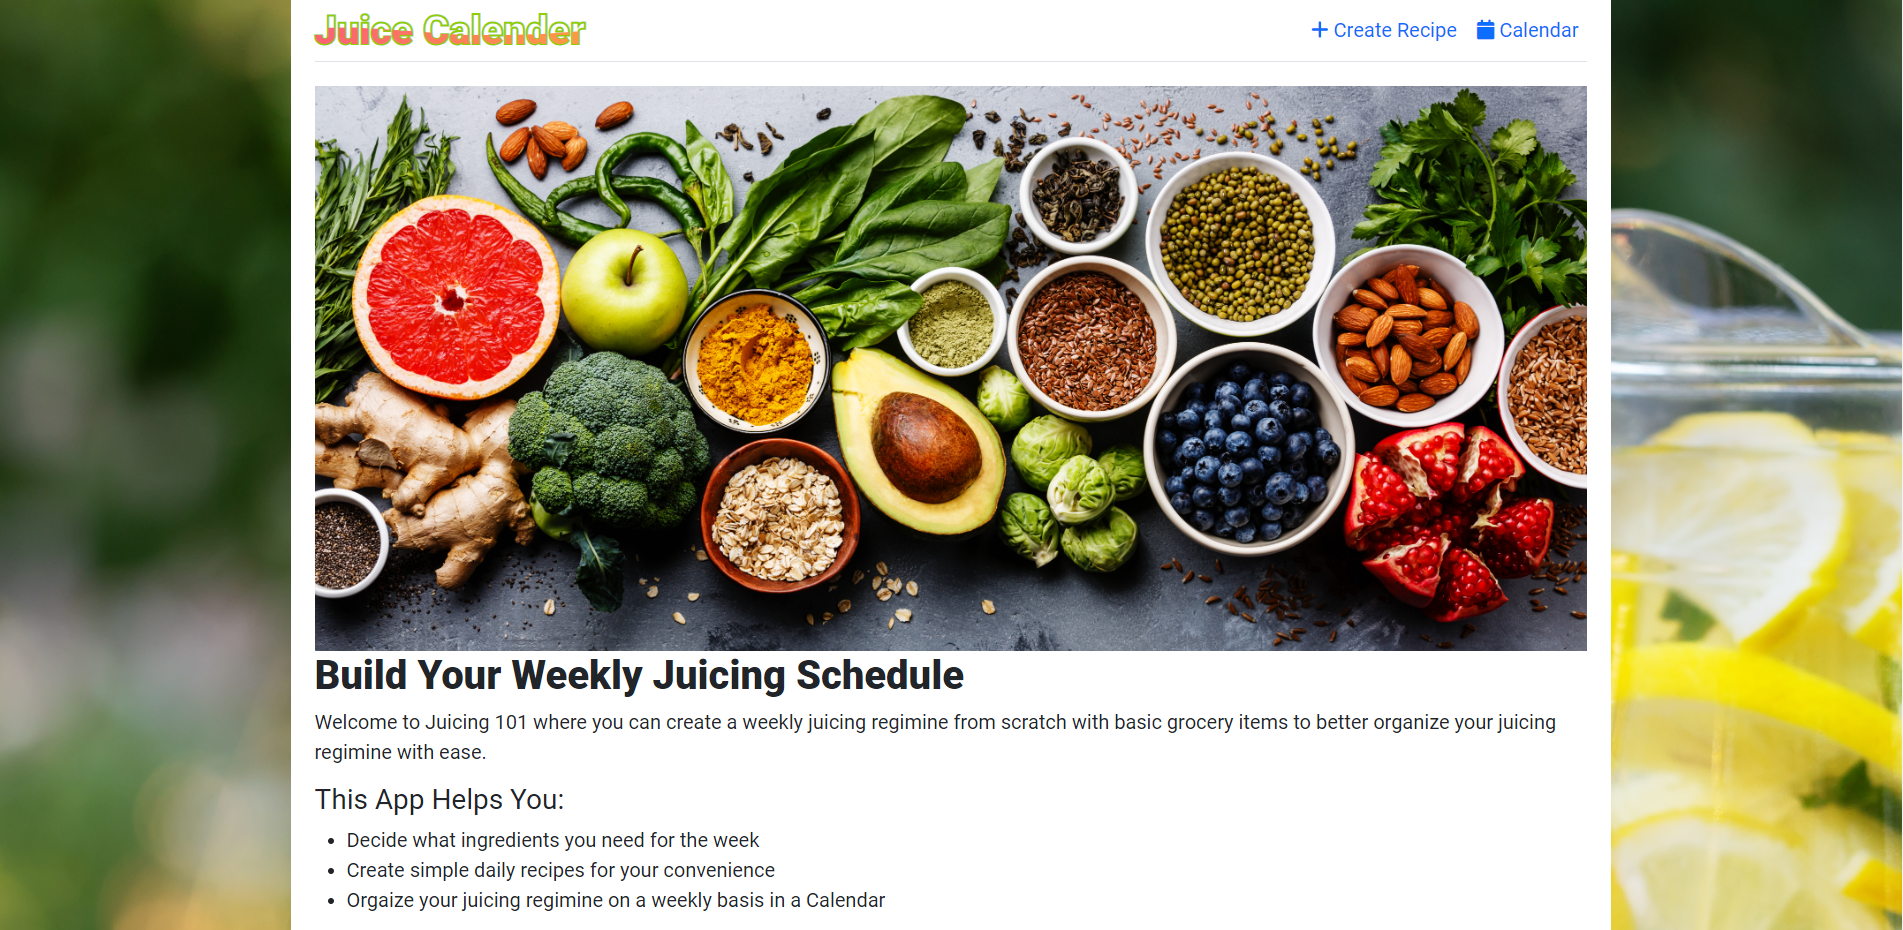 Juice Calender
Create Recipe Calendar
Build Your Weekly Juicing Schedule
Welcome to Juicing 101 where you can create a weekly juicing regimine from scratch with basic grocery items to better organize your juicing
regimine with ease.
This App Helps You:
Decide what ingredients you need for the week
Create simple daily recipes for your convenience
Orgaize your juicing regimine on a weekly basis in a Calendar